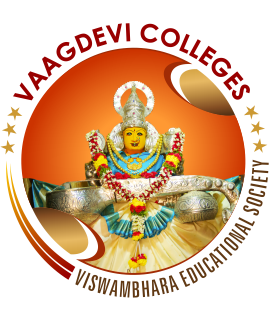 VAAGDEVI COLLEGES
VISWAMBHARA EDUCATIONAL SOCIETY